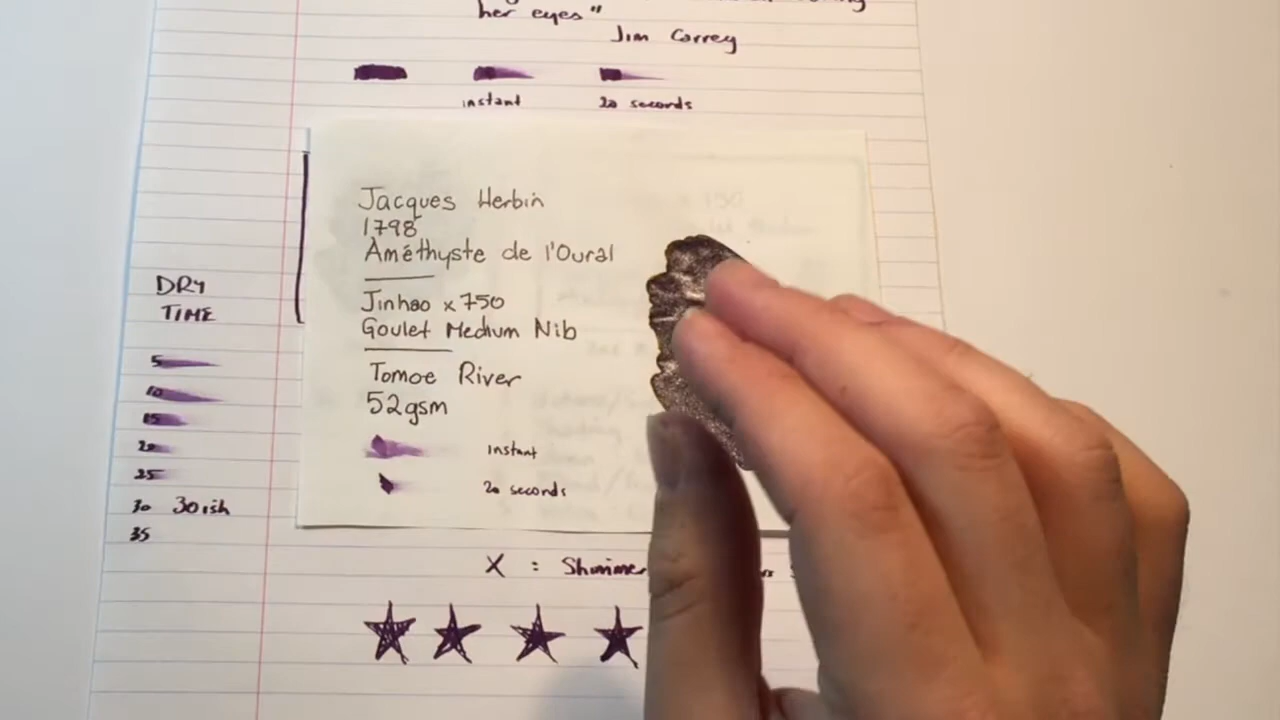 her eyes"
Jim Carrey
instant 20 seconds
Jacques Herbin
1798
Améthyste de l'Oural
Jinhao x750
Goulet Medium Nib
Tomoe River
52gsm
instant
20 seconds
DRY
TIME
5
10
15
20
25
30 30ish
35
X : Shimmer